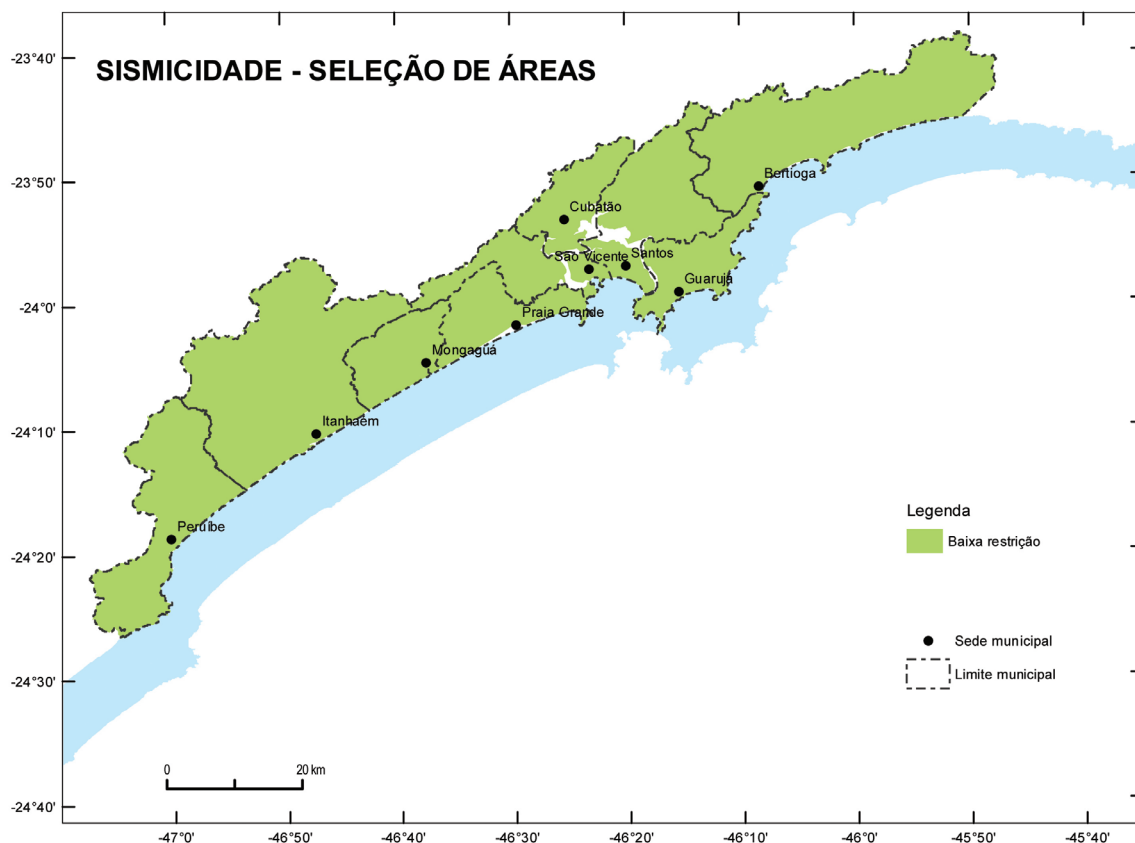 SISMICIDADE - SELEÇÃO DE ÁREAS
-23°40'
-23°50'
-24°0'
-24°10'
-24°20'
-24°30'
-24°40'
Bertioga
Cubatão
São Vicente
Santos
Guarujá
Praia Grande
Mongaguá
Itanhaém
Peruíbe
Legenda
Baixa restrição
Sede municipal
Limite municipal
0 20 km
-47°0' -46°50' -46°40' -46°30' -46°20' -46°10' -46°0' -45°50' -45°40'